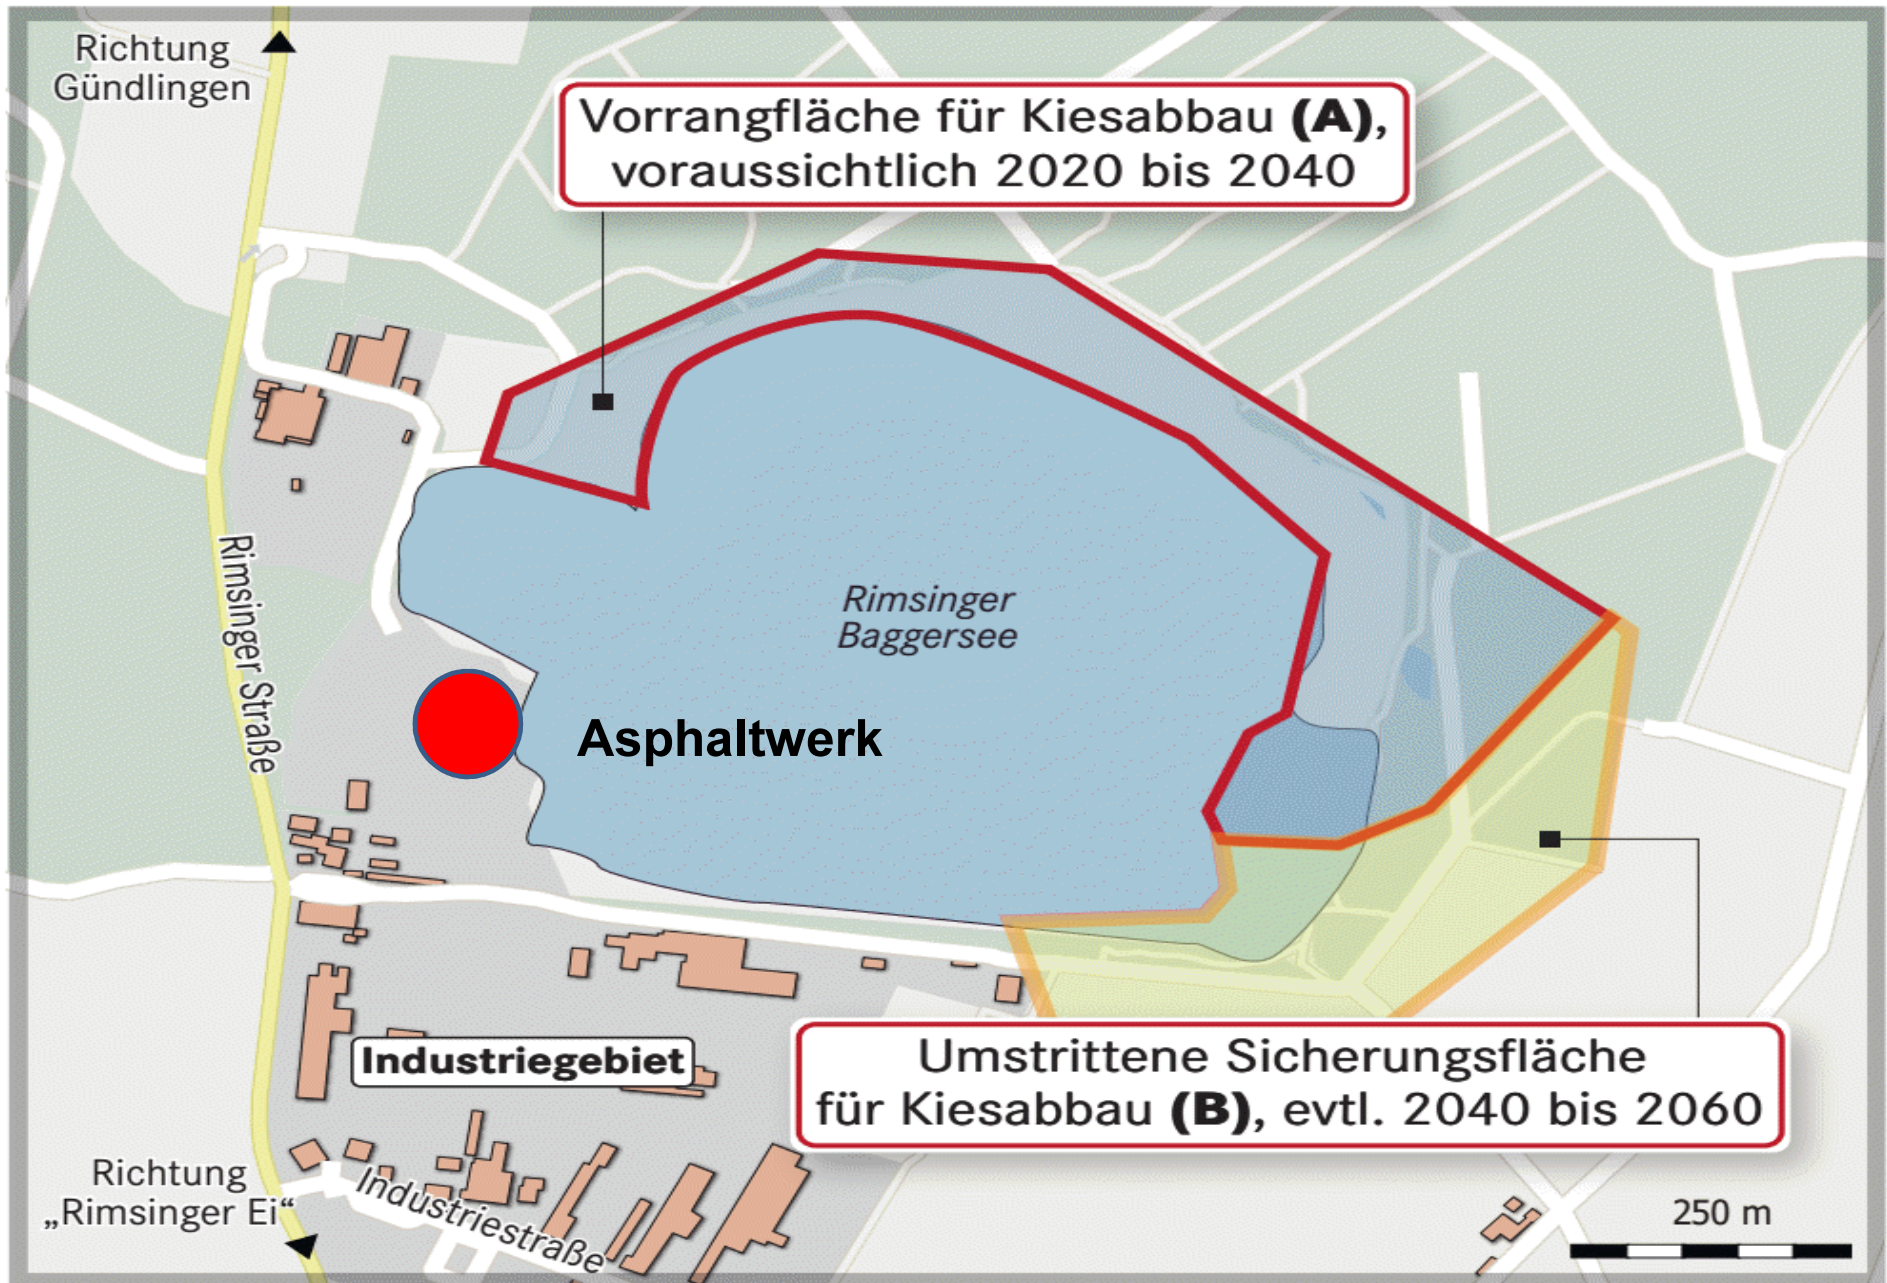 Richtung
Gündlingen
Vorrangfläche für Kiesabbau (A),
voraussichtlich 2020 bis 2040
Rimsinger Straße
Rimsinger
Baggersee
Asphaltwerk
Industriegebiet
Umstrittene Sicherungsfläche
für Kiesabbau (B), evtl. 2040 bis 2060
Richtung
„Rimsinger Ei“
Industriestraße
250 m